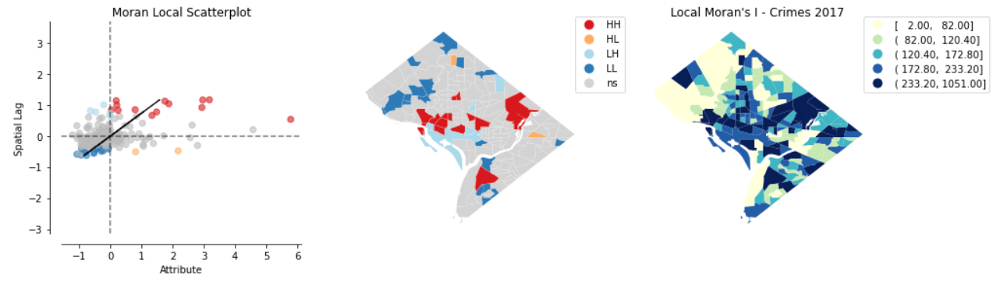 Moran Local Scatterplot
Spatial Lag
3
2
1
0
−1
−2
−3
−1 0 1 2 3 4 5 6
Attribute
HH
HL
LH
LL
ns
Local Moran's I - Crimes 2017
[ 2.00, 82.00]
( 82.00, 120.40]
( 120.40, 172.80]
( 172.80, 233.20]
( 233.20, 1051.00]